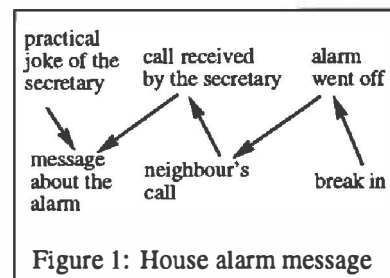 practical
joke of the
secretary
call received
by the secretary
alarm
went off
message
about the
alarm
neighbour's
call
break in
Figure 1: House alarm message